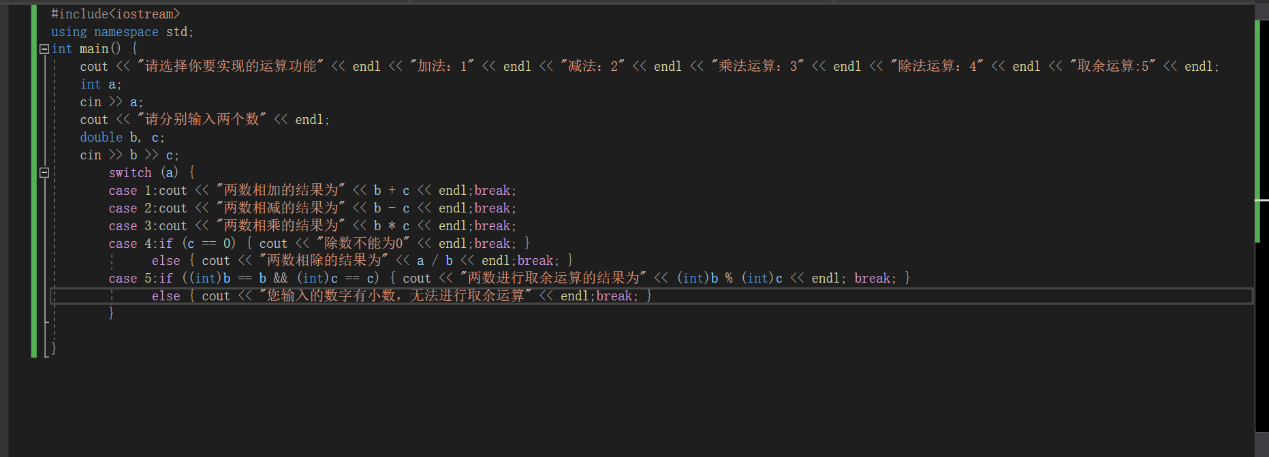 #include<iostream>
using namespace std;
int main() {
cout << "请选择你要实现的运算功能" << endl << "加法：1" << endl << "减法：2" << endl << "乘法运算：3" << endl << "除法运算：4" << endl << "取余运算:5" << endl;
int a;
cin >> a;
cout << "请分别输入两个数" << endl;
double b, c;
cin >> b >> c;
switch (a) {
case 1:cout << "两数相加的结果为" << b + c << endl;break;
case 2:cout << "两数相减的结果为" << b - c << endl;break;
case 3:cout << "两数相乘的结果为" << b * c << endl;break;
case 4:if (c == 0) { cout << "除数不能为0" << endl;break; }
else { cout << "两数相除的结果为" << a / b << endl;break; }
case 5:if ((int)b == b && (int)c == c) { cout << "两数进行取余运算的结果为" << (int)b % (int)c << endl; break; }
else { cout << "您输入的数字有小数，无法进行取余运算" << endl;break; }
}
}